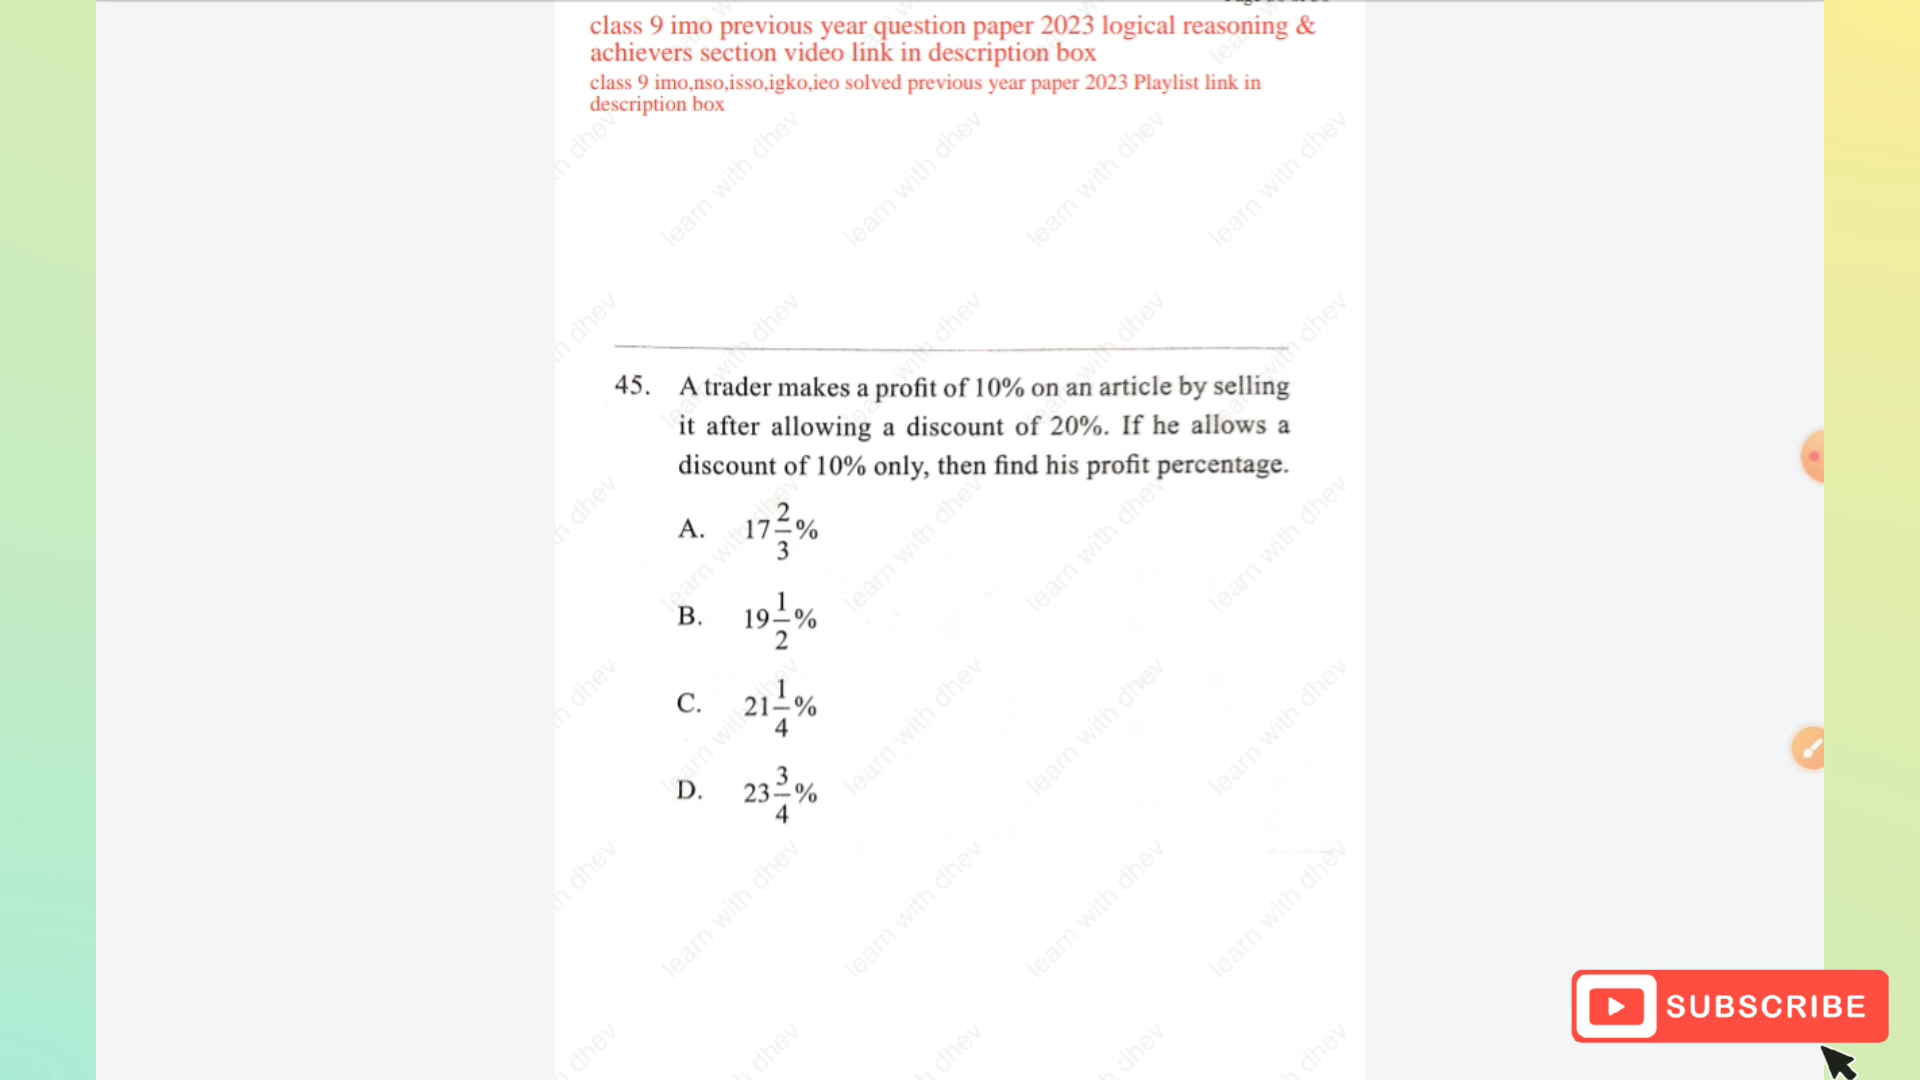 class 9 imo previous year question paper 2023 logical reasoning &
achievers section video link in description box
class 9 imo,nso,isso,igko,ieo solved previous year paper 2023 Playlist link in
description box
45. A trader makes a profit of 10% on an article by selling
it after allowing a discount of 20%. If he allows a
discount of 10% only, then find his profit percentage.
A. 17 2/3 %
B. 19 1/2 %
C. 21 1/4 %
D. 23 3/4 %
learn with dhev
SUBSCRIBE